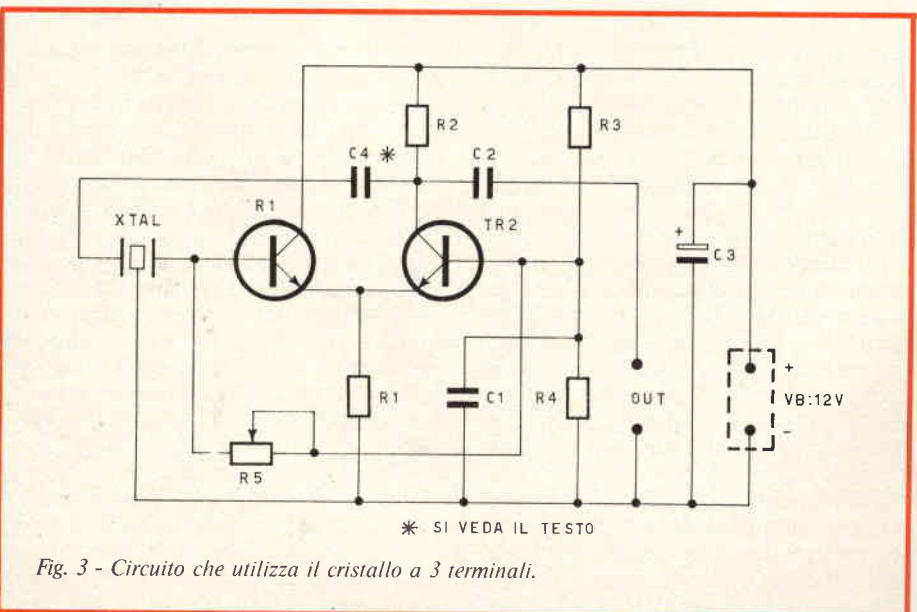 R2
R3
C4 *
C2
R1
XTAL
TR2
+
C3
R1
C1
R4
OUT
+
VB:12V
-
R5
* SI VEDA IL TESTO
Fig. 3 - Circuito che utilizza il cristallo a 3 terminali.